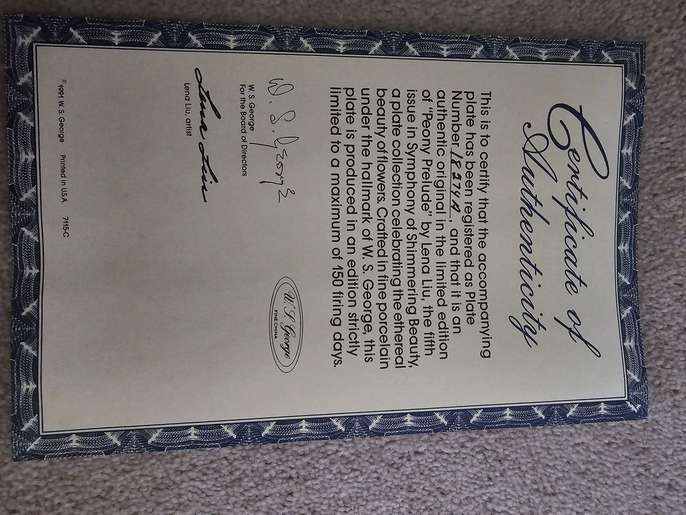 Certificate of
Authenticity
This is to certify that the accompanying
plate has been registered as Plate
Number, and that it is an
authentic original in the limited edition
of "Peony Prelude" by Lena Liu, the fifth
issue in Symphony of Shimmering Beauty,
a plate collection celebrating the ethereal
beauty of flowers. Crafted in fine porcelain
under the hallmark of W. S. George, this
plate is produced in an edition strictly
limited to a maximum of 150 firing days.
W. S. George
W. S. George
For the Board of Directors
W. S. George
FINE CHINA
Lena Liu
Lena Liu, artist
©1991 W. S. George Printed in U.S.A. 7115-C